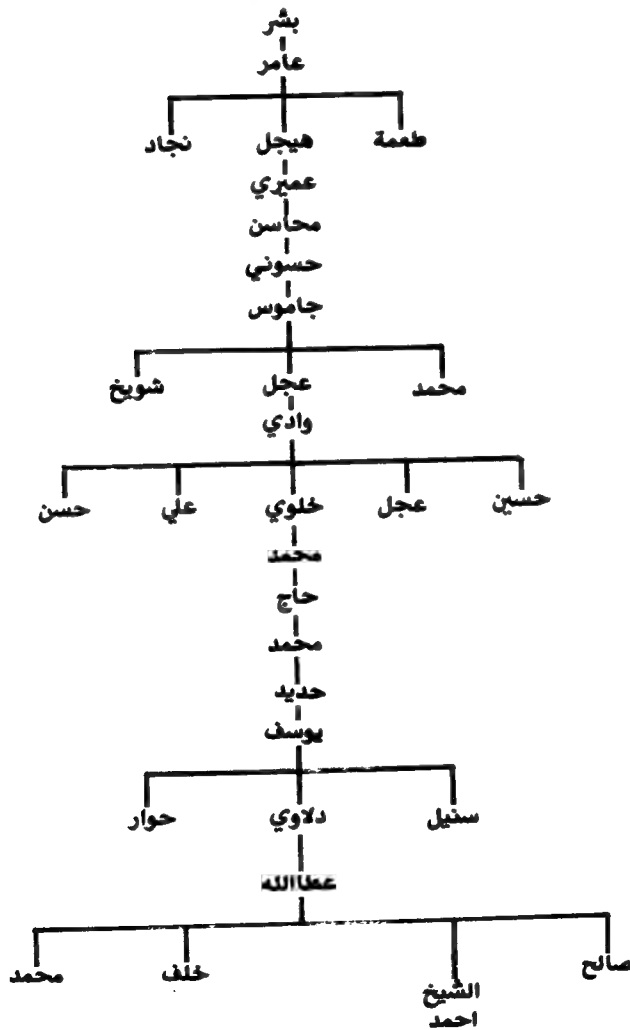 بشر
عامر
طعمة هيجل نجاد
عميري
محاسن
حسوني
جاموس
محمد عجل شويخ
وادي
حسين عجل خلوي علي حسن
محمد
حاج
محمد
حديد
يوسف
سنيل دلاوي حوار
عطاالله
صالح الشيخ احمد خلف محمد